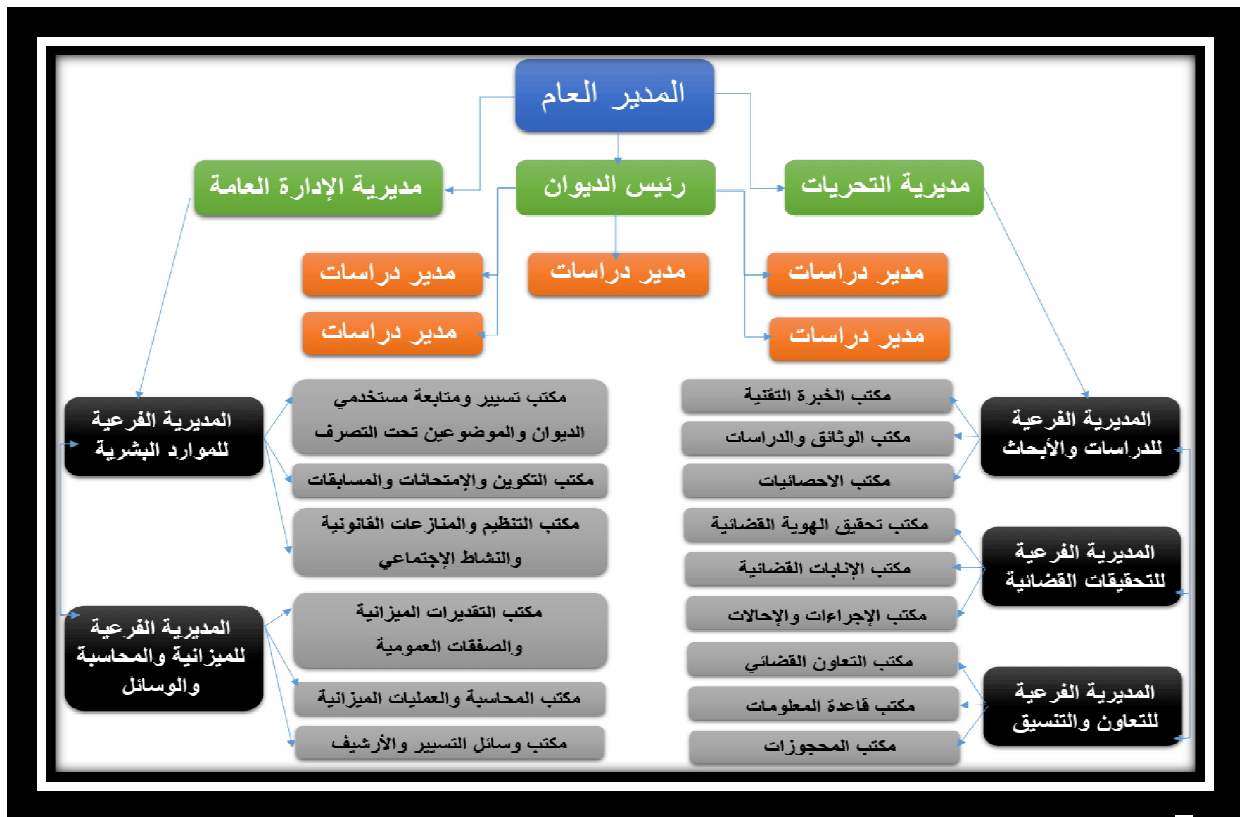 المدير العام
مديرية التحريات
رئيس الديوان
مديرية الإدارة العامة
مدير دراسات
مدير دراسات
مدير دراسات
مدير دراسات
مدير دراسات
المديرية الفرعية
للدراسات والأبحاث
مكتب الخبرة التقنية
مكتب الوثائق والدراسات
مكتب الاحصائيات
المديرية الفرعية
للتحقيقات القضائية
مكتب تحقيق الهوية القضائية
مكتب الإنابات القضائية
مكتب الإجراءات والإحالات
المديرية الفرعية
للتعاون والتنسيق
مكتب التعاون القضائي
مكتب قاعدة المعلومات
مكتب المحجوزات
المديرية الفرعية
للموارد البشرية
مكتب تسيير ومتابعة مستخدمي
الديوان والموضوعين تحت التصرف
مكتب التكوين والإمتحانات والمسابقات
مكتب التنظيم والمنازعات القانونية
والنشاط الإجتماعي
المديرية الفرعية
للميزانية والمحاسبة
والوسائل
مكتب التقديرات الميزانية
والصفقات العمومية
مكتب المحاسبة والعمليات الميزانية
مكتب وسائل التسيير والأرشيف